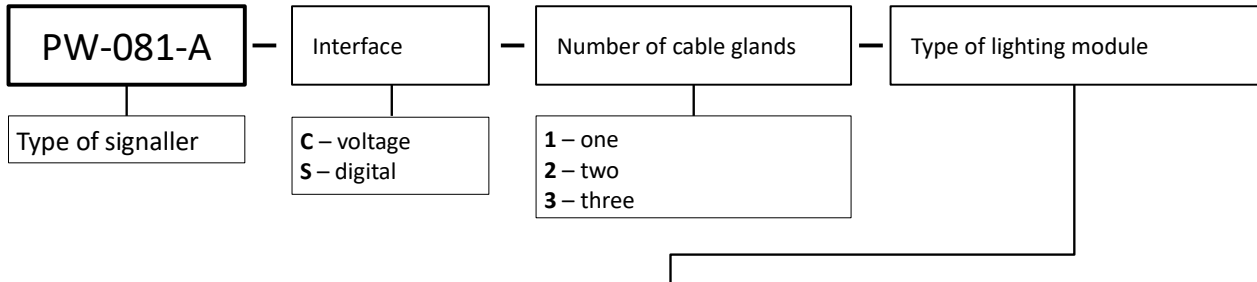 PW-081-A – Interface – Number of cable glands – Type of lighting module
Type of signaller
C – voltage
S – digital
1 – one
2 – two
3 – three